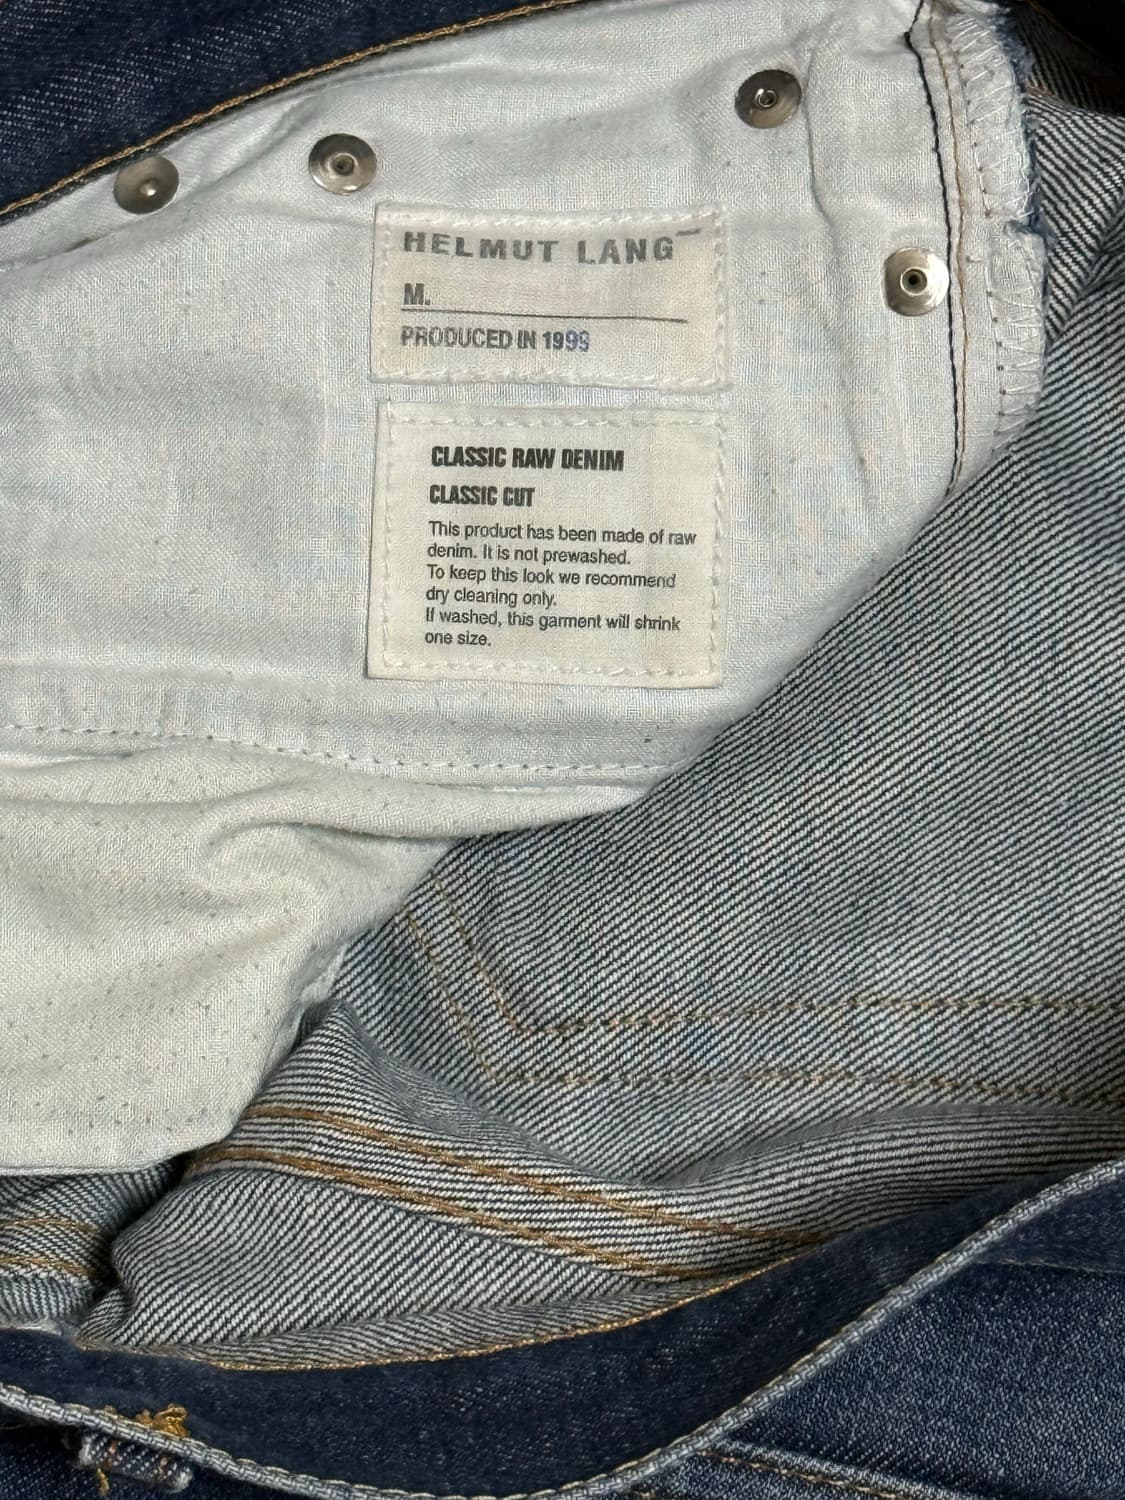 HELMUT LANG
M.
PRODUCED IN 1999
CLASSIC RAW DENIM
CLASSIC CUT
This product has been made of raw
denim. It is not prewashed.
To keep this look we recommend
dry cleaning only.
If washed, this garment will shrink
one size.